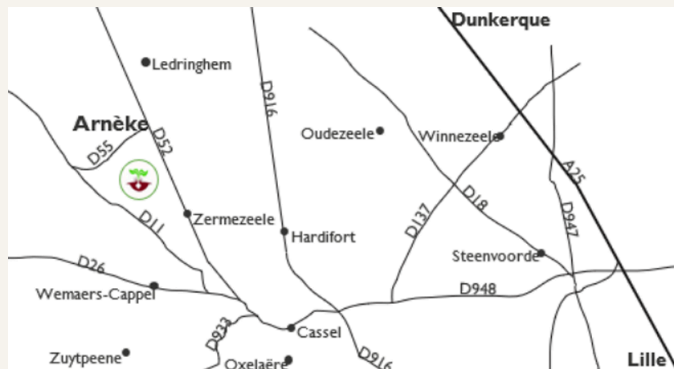 Dunkerque
Ledringhem
D916
Arnèke
D52
Oudezeele
Winnezeele
D55
A25
D18
D11
Zermezeele
D137
D947
Hardifort
Steenvoorde
D26
Wemaers-Cappel
D948
D933
Cassel
Zuytpeene
Oxelaëre
D916
Lille